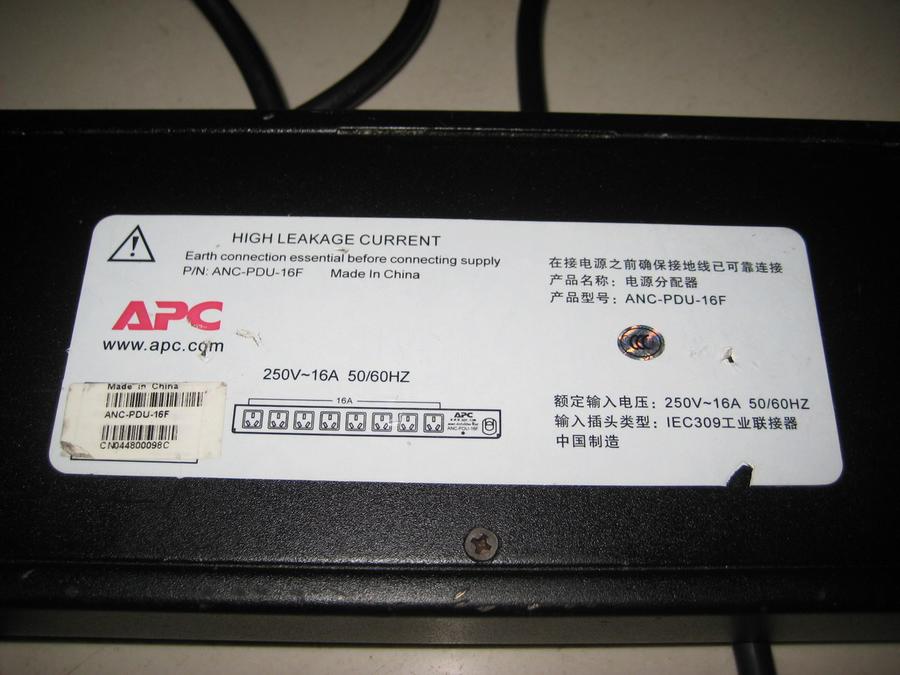 HIGH LEAKAGE CURRENT
Earth connection essential before connecting supply
P/N: ANC-PDU-16F Made In China
APC
www.apc.com
250V~16A 50/60HZ
16A
APC
ANC-PDU-16F
Made In China
ANC-PDU-16F
CN044800098C
在接电源之前确保接地线已可靠连接
产品名称：电源分配器
产品型号：ANC-PDU-16F
CCC
额定输入电压：250V~16A 50/60HZ
输入插头类型：IEC309工业联接器
中国制造